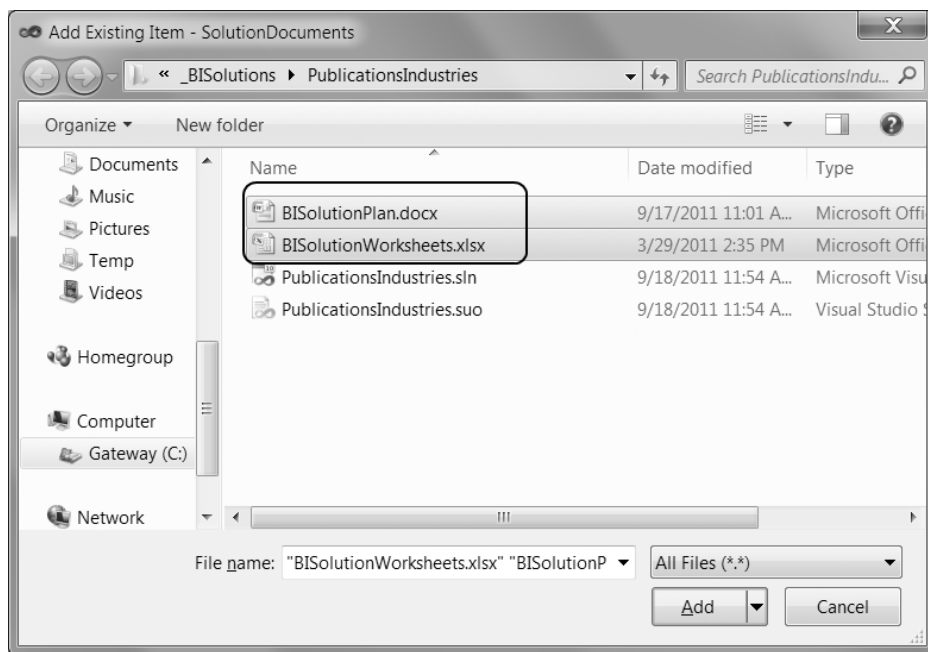 Add Existing Item - SolutionDocuments
« _BISolutions PublicationsIndustries Search PublicationsIndu...
Organize New folder
Name Date modified Type
Documents
Music
Pictures
Temp
Videos
Homegroup
Computer
Gateway (C:)
Network
BISolutionPlan.docx 9/17/2011 11:01 A... Microsoft Offi
BISolutionWorksheets.xlsx 3/29/2011 2:35 PM Microsoft Offi
PublicationsIndustries.sln 9/18/2011 11:54 A... Microsoft Visu
PublicationsIndustries.suo 9/18/2011 11:54 A... Visual Studio S
File name: "BISolutionWorksheets.xlsx" "BISolutionP All Files (*.*)
Add Cancel